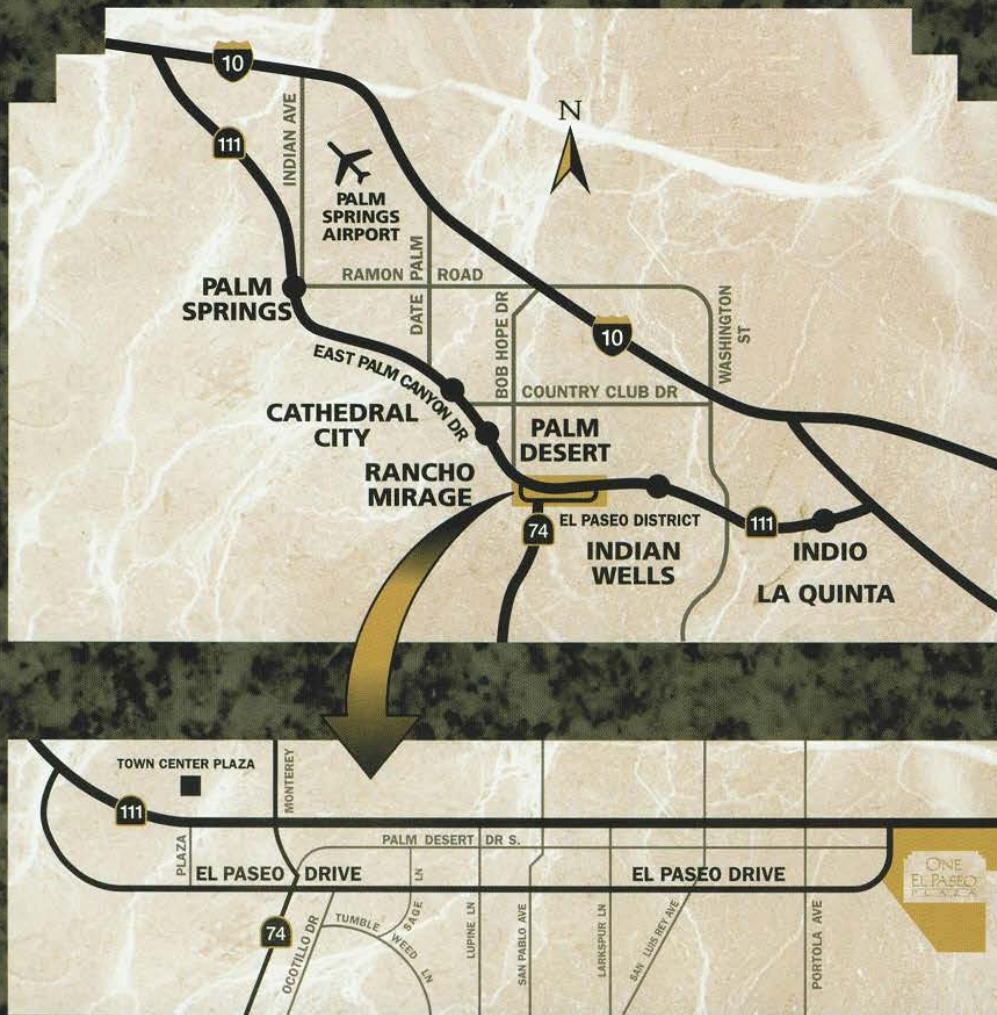 10
111
INDIAN AVE
N
PALM
SPRINGS
AIRPORT
DATE PALM
RAMON ROAD
PALM
SPRINGS
BOB HOPE DR
WASHINGTON
ST
10
EAST PALM CANYON DR
COUNTRY CLUB DR
CATHEDRAL
CITY
PALM
DESERT
RANCHO
MIRAGE
74
EL PASEO DISTRICT
111
INDIAN
WELLS
INDIO
LA QUINTA
TOWN CENTER PLAZA
MONTEREY
111
PLAZA
PALM DESERT DR S.
EL PASEO DRIVE
EL PASEO DRIVE
ONE
EL PASEO
PLAZA
74
OCOTILLO DR
TUMBLE WEED LN
SAGE LN
LUPINE LN
SAN PABLO AVE
LARKSPUR LN
SAN LUIS REY AVE
PORTOLA AVE